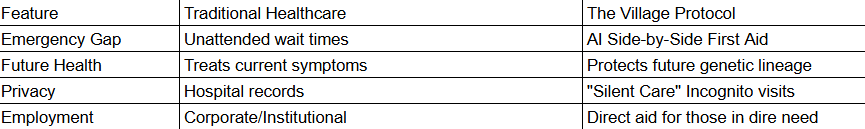 Feature Traditional Healthcare The Village Protocol
Emergency Gap Unattended wait times AI Side-by-Side First Aid
Future Health Treats current symptoms Protects future genetic lineage
Privacy Hospital records "Silent Care" Incognito visits
Employment Corporate/Institutional Direct aid for those in dire need